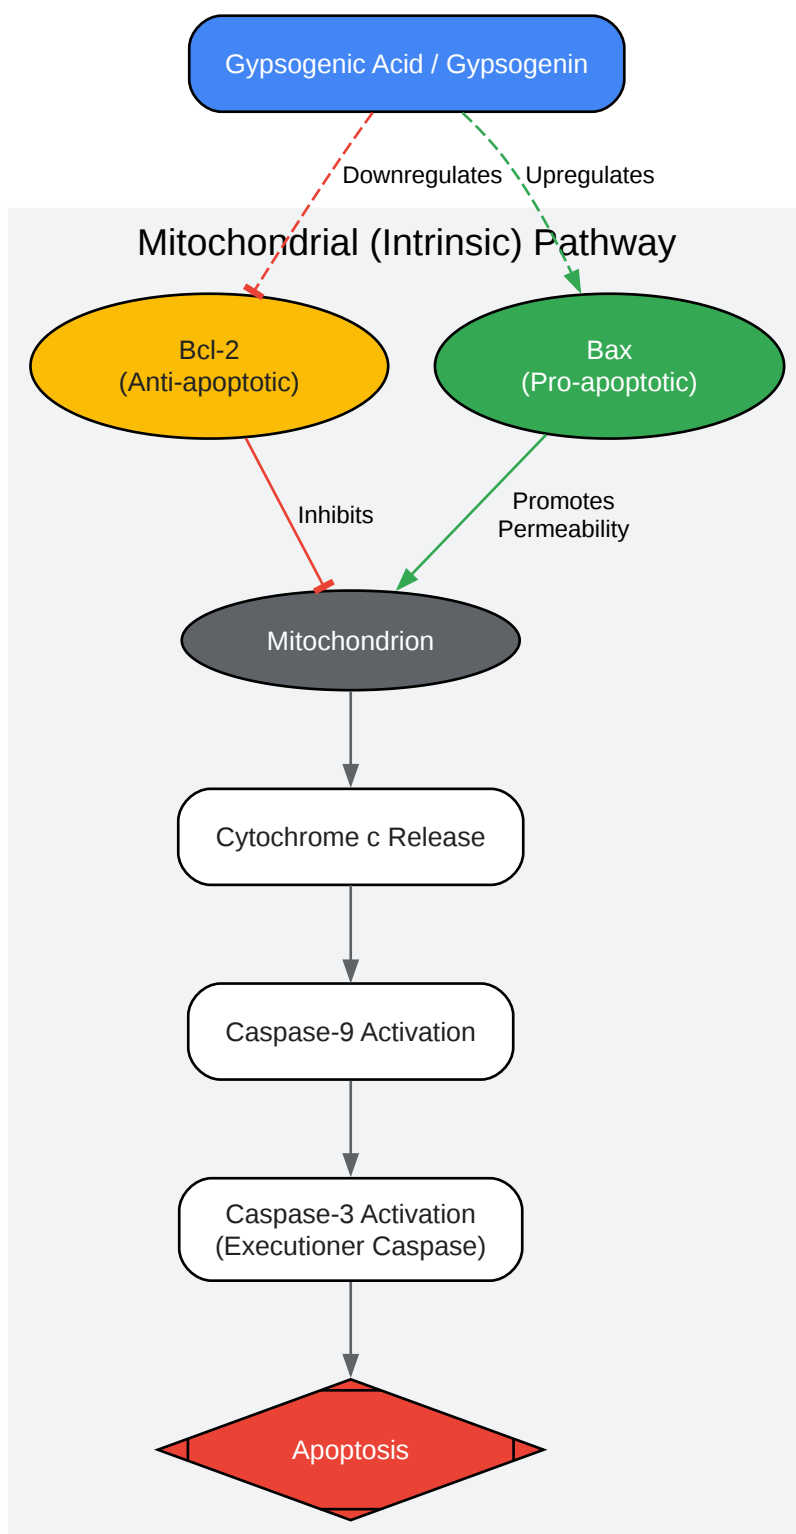 Gypsogenic Acid / Gypsogenin
Downregulates
Upregulates
Mitochondrial (Intrinsic) Pathway
Bcl-2
(Anti-apoptotic)
Bax
(Pro-apoptotic)
Inhibits
Promotes
Permeability
Mitochondrion
Cytochrome c Release
Caspase-9 Activation
Caspase-3 Activation
(Executioner Caspase)
Apoptosis